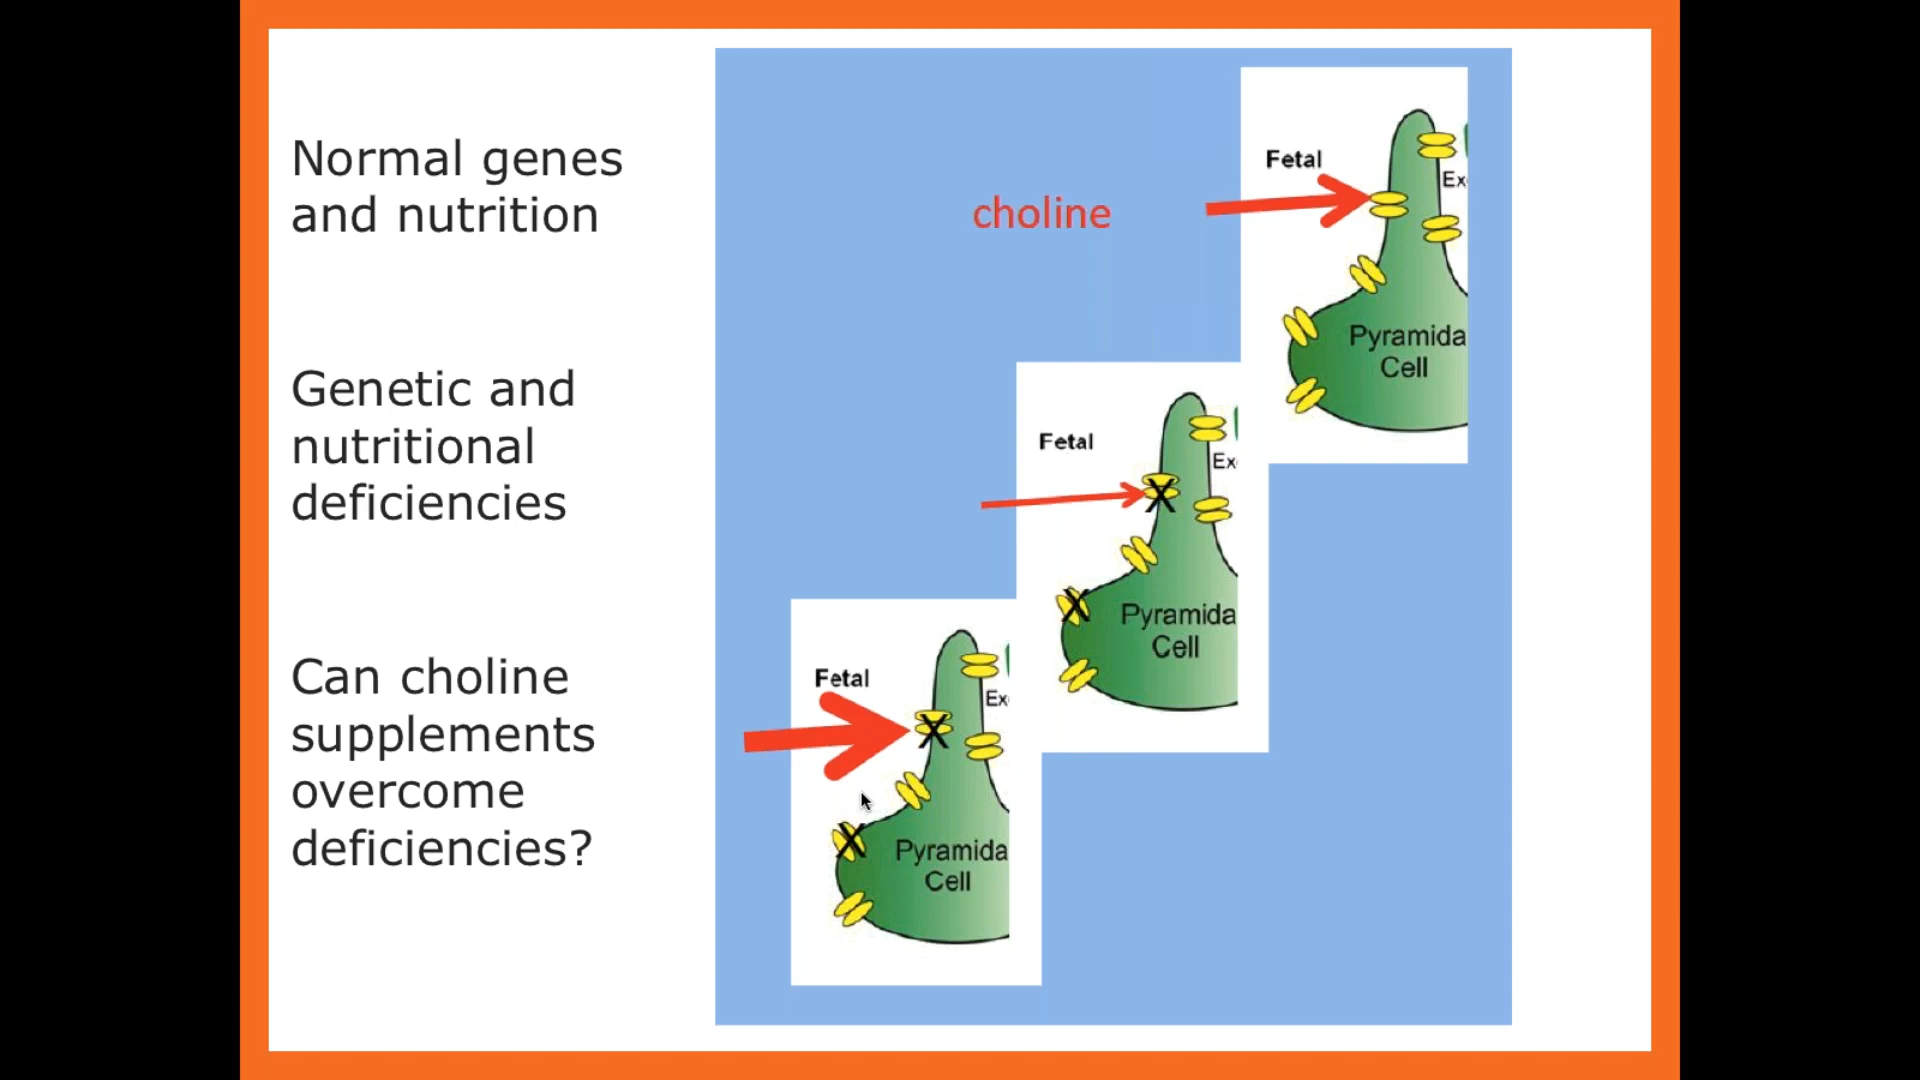 Normal genes
and nutrition
Genetic and
nutritional
deficiencies
Can choline
supplements
overcome
deficiencies?
choline
Fetal
Ex
Pyramida
Cell
Fetal
Ex
X
X
Pyramida
Cell
Fetal
Ex
X
X
Pyramida
Cell